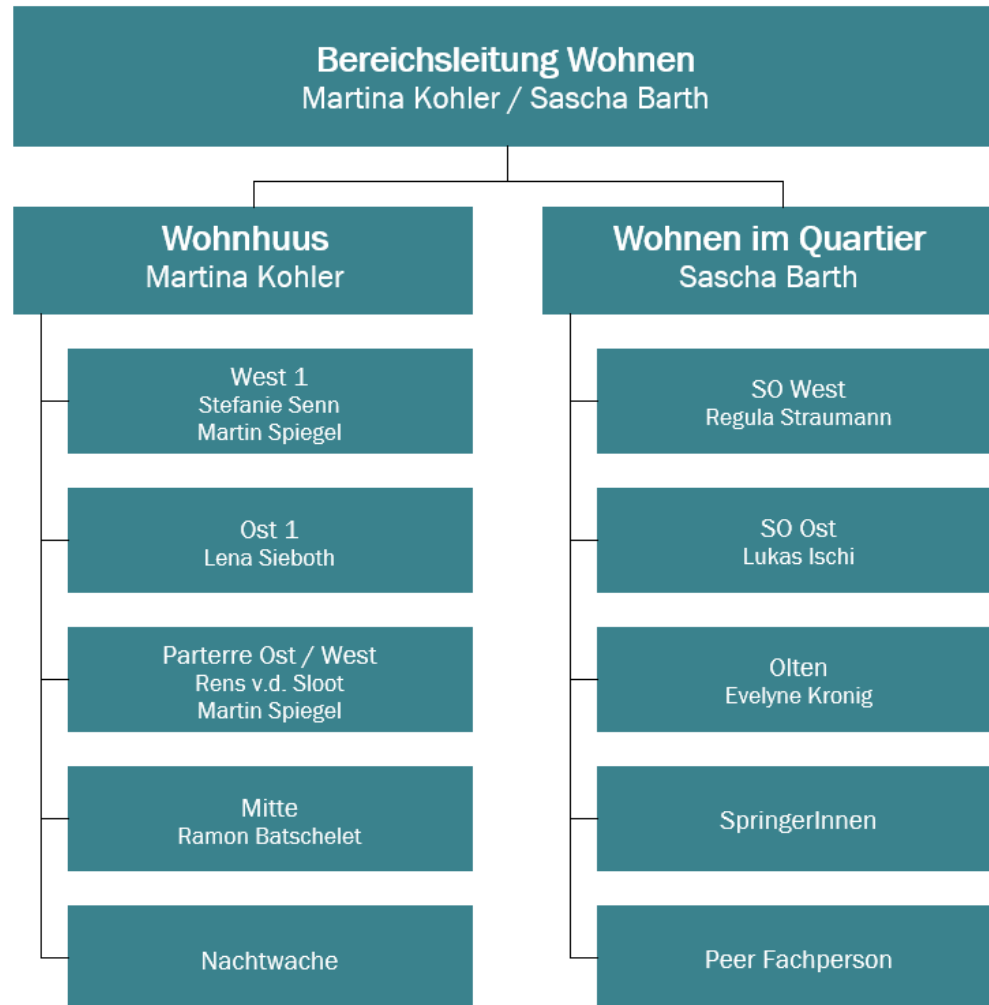 Bereichsleitung Wohnen
Martina Kohler / Sascha Barth
Wohnhuus
Martina Kohler
West 1
Stefanie Senn
Martin Spiegel
Ost 1
Lena Sieboth
Parterre Ost / West
Rens v.d. Sloot
Martin Spiegel
Mitte
Ramon Batschelet
Nachtwache
Wohnen im Quartier
Sascha Barth
SO West
Regula Straumann
SO Ost
Lukas Ischi
Olten
Evelyne Kronig
SpringerInnen
Peer Fachperson